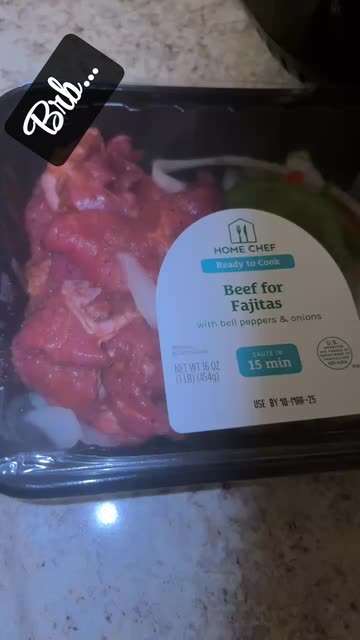 Brb...
HOME CHEF
Ready to Cook
Beef for
Fajitas
with bell peppers & onions
SAUTÉ IN
15 min
NET WT 16 OZ
(1 LB) (454g)
U.S.
USE BY 10-MAR-25